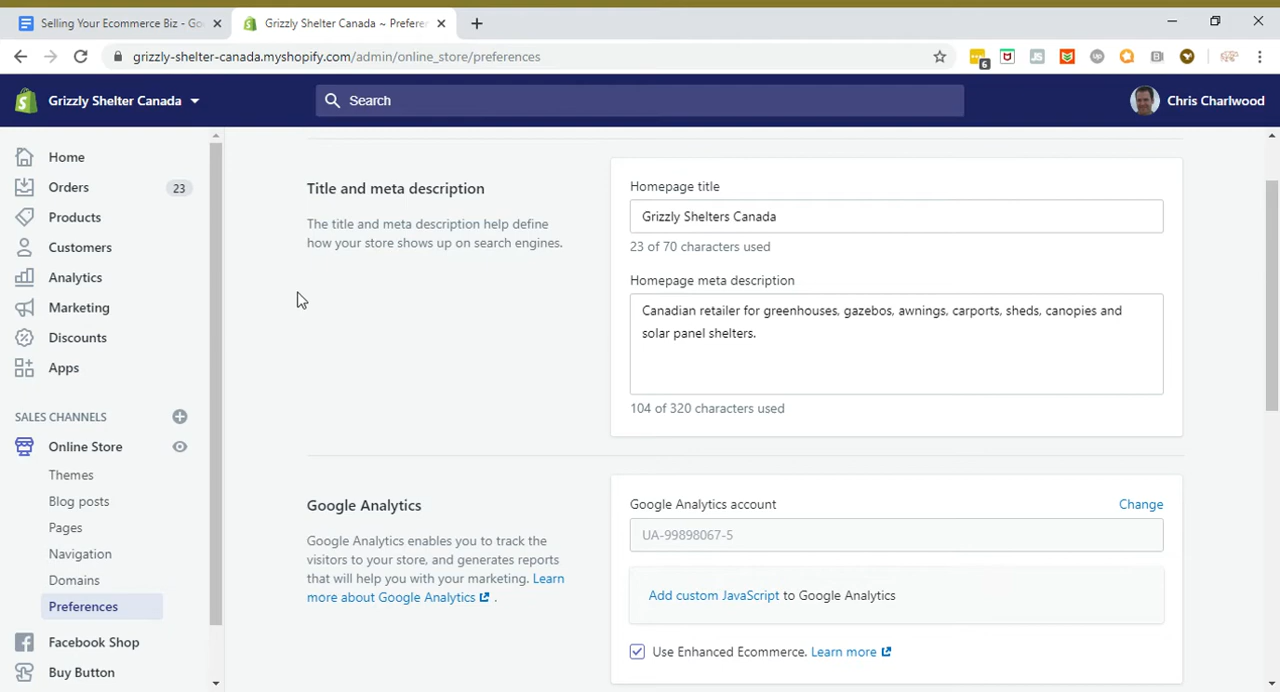 Selling Your Ecommerce Biz - Go
Grizzly Shelter Canada ~ Preferer
grizzly-shelter-canada.myshopify.com/admin/online_store/preferences
6
JS
Up
Grizzly Shelter Canada
Search
Chris Charlwood
Home
Orders
23
Products
Customers
Analytics
Marketing
Discounts
Apps
SALES CHANNELS
Online Store
Themes
Blog posts
Pages
Navigation
Domains
Preferences
Facebook Shop
Buy Button
Title and meta description
The title and meta description help define
how your store shows up on search engines.
Homepage title
Grizzly Shelters Canada
23 of 70 characters used
Homepage meta description
Canadian retailer for greenhouses, gazebos, awnings, carports, sheds, canopies and
solar panel shelters.
104 of 320 characters used
Google Analytics
Google Analytics enables you to track the
visitors to your store, and generates reports
that will help you with your marketing. Learn
more about Google Analytics .
Google Analytics account
Change
UA-99898067-5
Add custom JavaScript to Google Analytics
Use Enhanced Ecommerce. Learn more